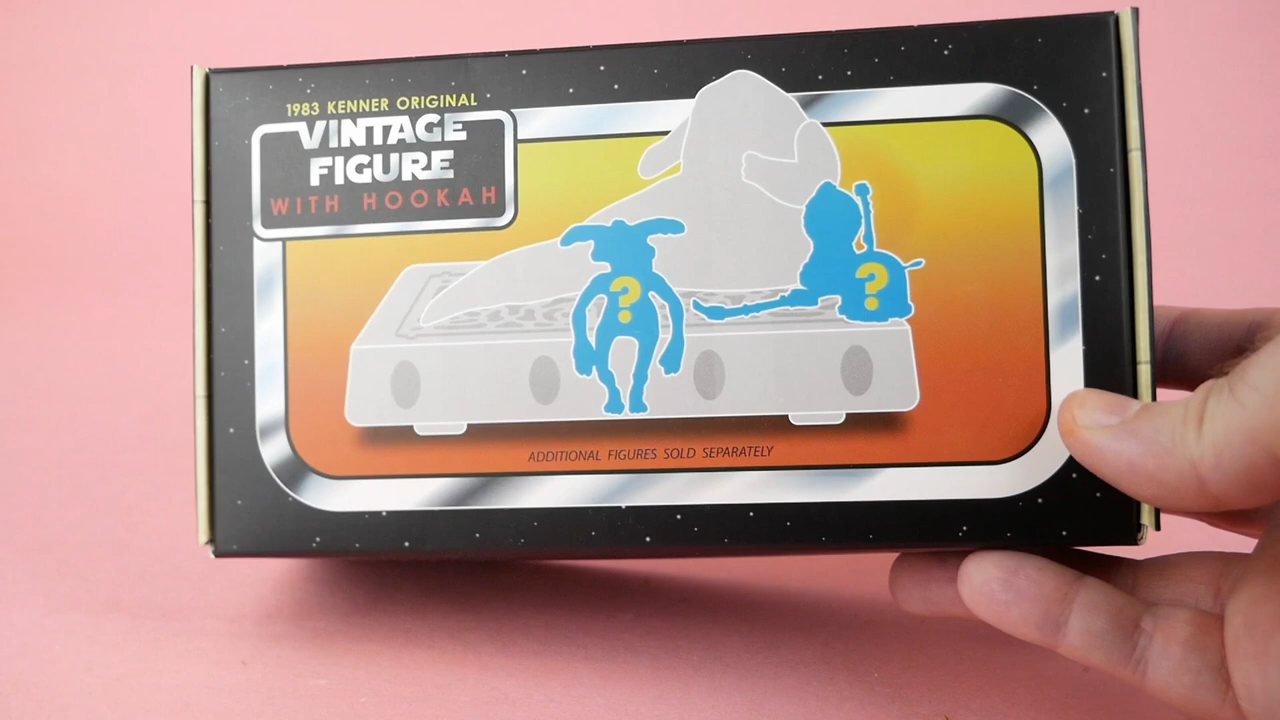 1983 KENNER ORIGINAL
VINTAGE
FIGURE
WITH HOOKAH
?
?
ADDITIONAL FIGURES SOLD SEPARATELY